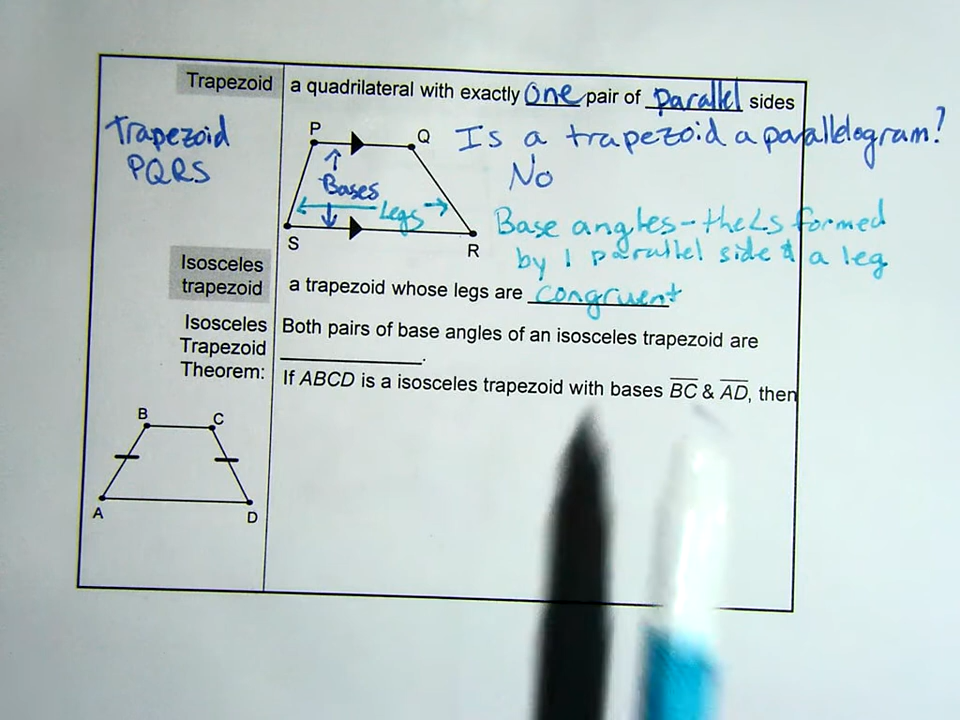 Trapezoid
a quadrilateral with exactly one pair of parallel sides
Trapezoid
PQRS
P
Q
Is a trapezoid a parallelogram?
No
Bases
Legs
S
R
Base angles - the ∠s formed
by 1 parallel side & a leg
Isosceles
trapezoid
a trapezoid whose legs are congruent
Isosceles
Trapezoid
Theorem:
Both pairs of base angles of an isosceles trapezoid are
____________.
If ABCD is a isosceles trapezoid with bases B̅C̅ & A̅D̅, then
B
C
A
D